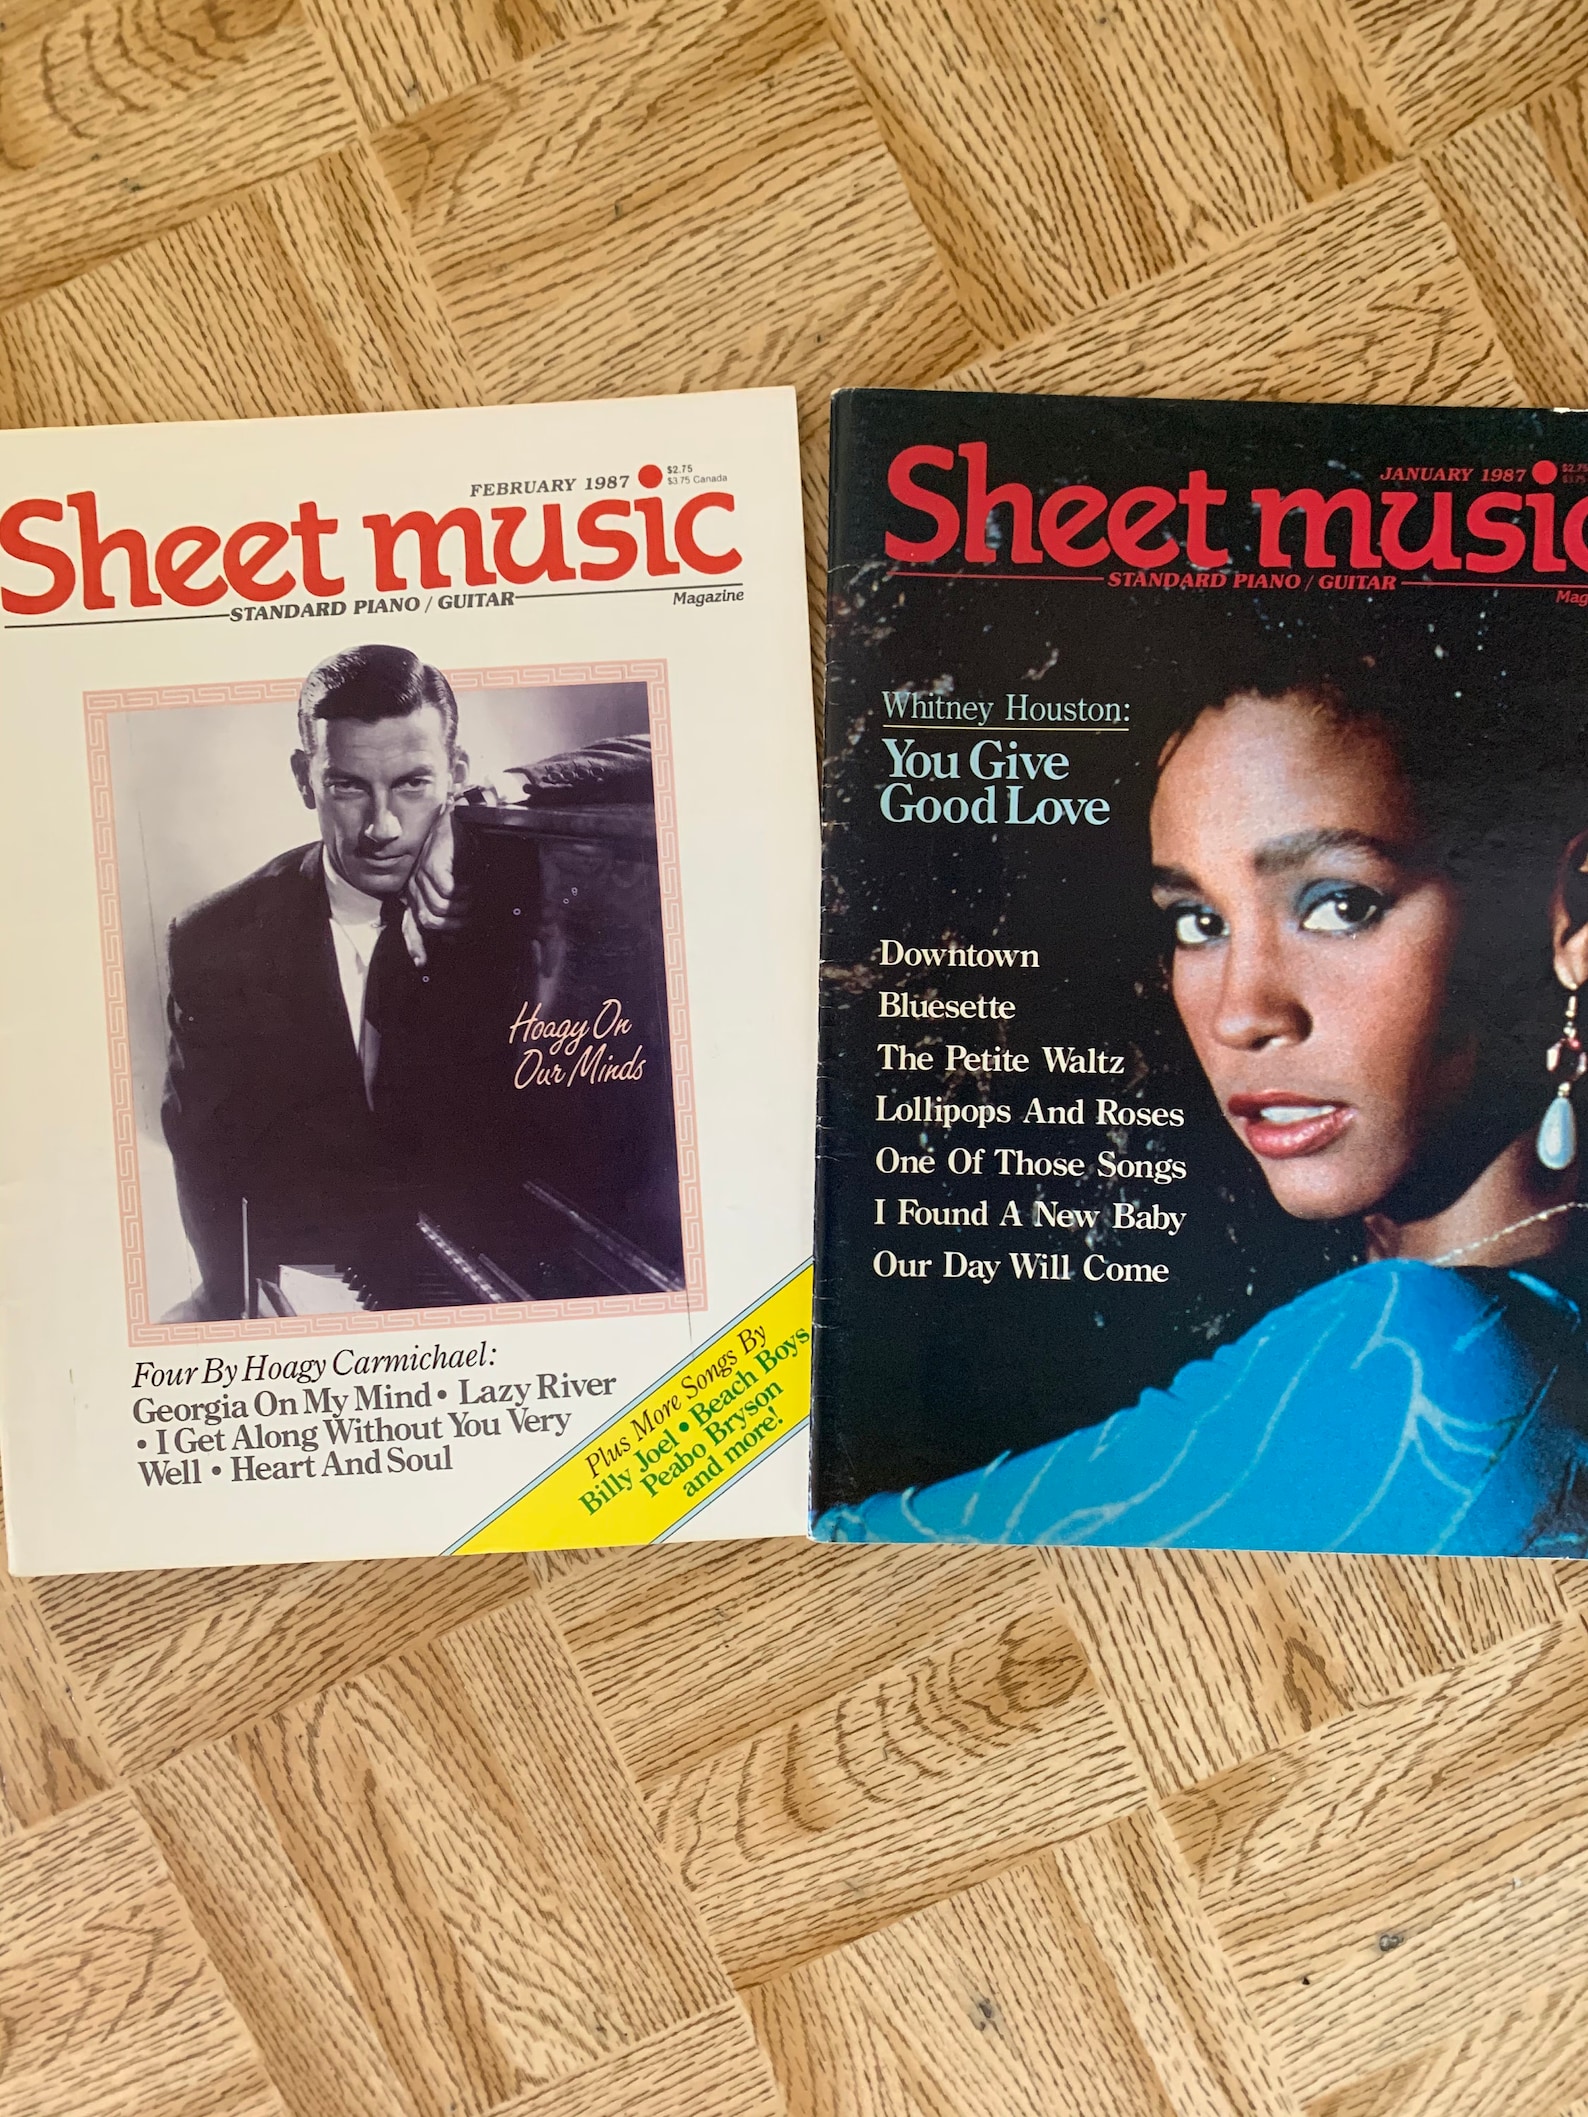 FEBRUARY 1987
$2.75
$3.75 Canada
Sheet music
STANDARD PIANO / GUITAR
Magazine
Hoagy On
Our Minds
Four By Hoagy Carmichael:
Georgia On My Mind • Lazy River
• I Get Along Without You Very
Well • Heart And Soul
Plus More Songs By
Billy Joel • Beach Boys
Peabo Bryson
and more!
JANUARY 1987
$2.75
Sheet music
STANDARD PIANO / GUITAR
Mag
Whitney Houston:
You Give
Good Love
Downtown
Bluesette
The Petite Waltz
Lollipops And Roses
One Of Those Songs
I Found A New Baby
Our Day Will Come